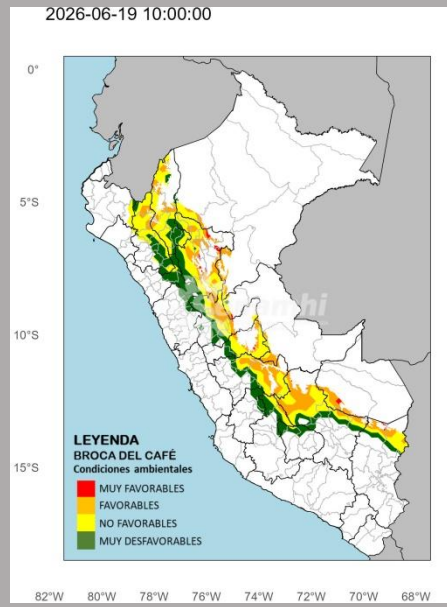 2026-06-19 10:00:00
0°
5°S
10°S
15°S
senamhi
LEYENDA
BROCA DEL CAFÉ
Condiciones ambientales
MUY FAVORABLES
FAVORABLES
NO FAVORABLES
MUY DESFAVORABLES
82°W 80°W 78°W 76°W 74°W 72°W 70°W 68°W